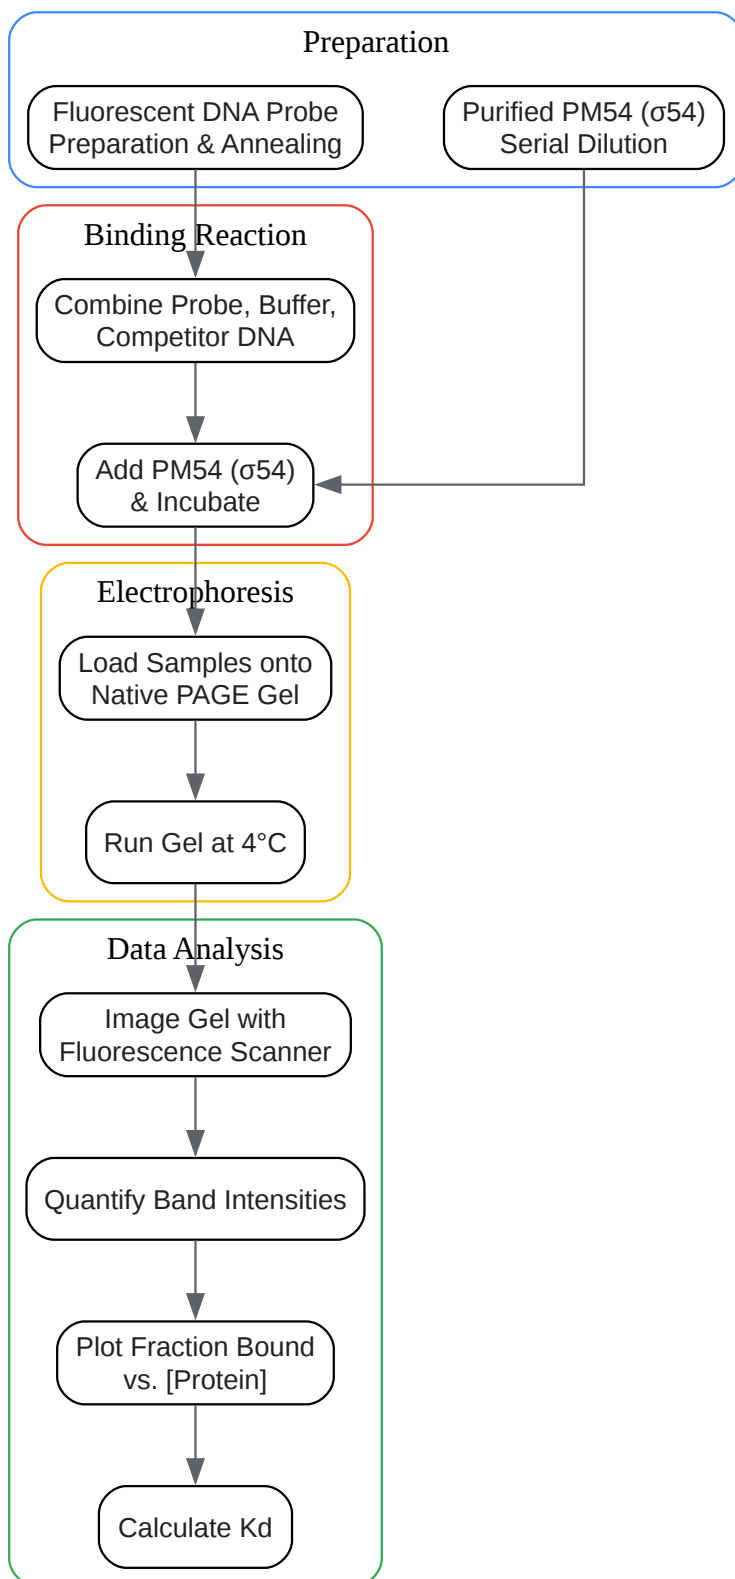 Preparation
Fluorescent DNA Probe
Preparation & Annealing
Purified PM54 (σ54)
Serial Dilution
Binding Reaction
Combine Probe, Buffer,
Competitor DNA
Add PM54 (σ54)
& Incubate
Electrophoresis
Load Samples onto
Native PAGE Gel
Run Gel at 4°C
Data Analysis
Image Gel with
Fluorescence Scanner
Quantify Band Intensities
Plot Fraction Bound
vs. [Protein]
Calculate Kd